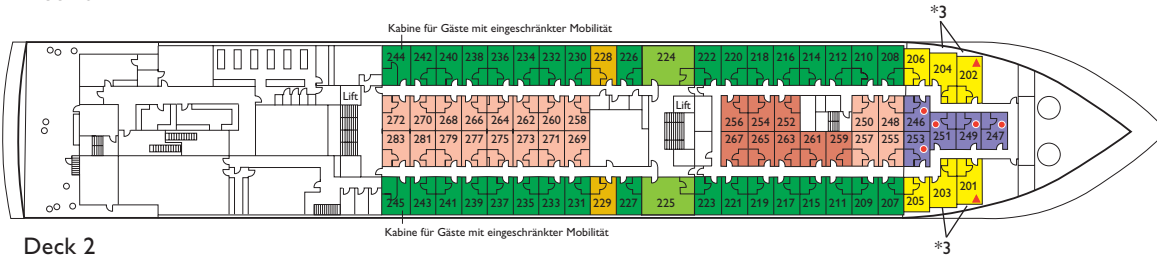 *3
Kabine für Gäste mit eingeschränkter Mobilität
244 242 240 238 236 234 232 230 228 226 224 222 220 218 216 214 212 210 208 206 204 202
Lift Lift
272 270 268 266 264 262 260 258 256 254 252 250 248 246
251 249 247
283 281 279 277 275 273 271 269 267 265 263 261 259 257 255 253
245 243 241 239 237 235 233 231 229 227 225 223 221 219 217 215 211 209 207 205 203 201
Kabine für Gäste mit eingeschränkter Mobilität
*3
Deck 2